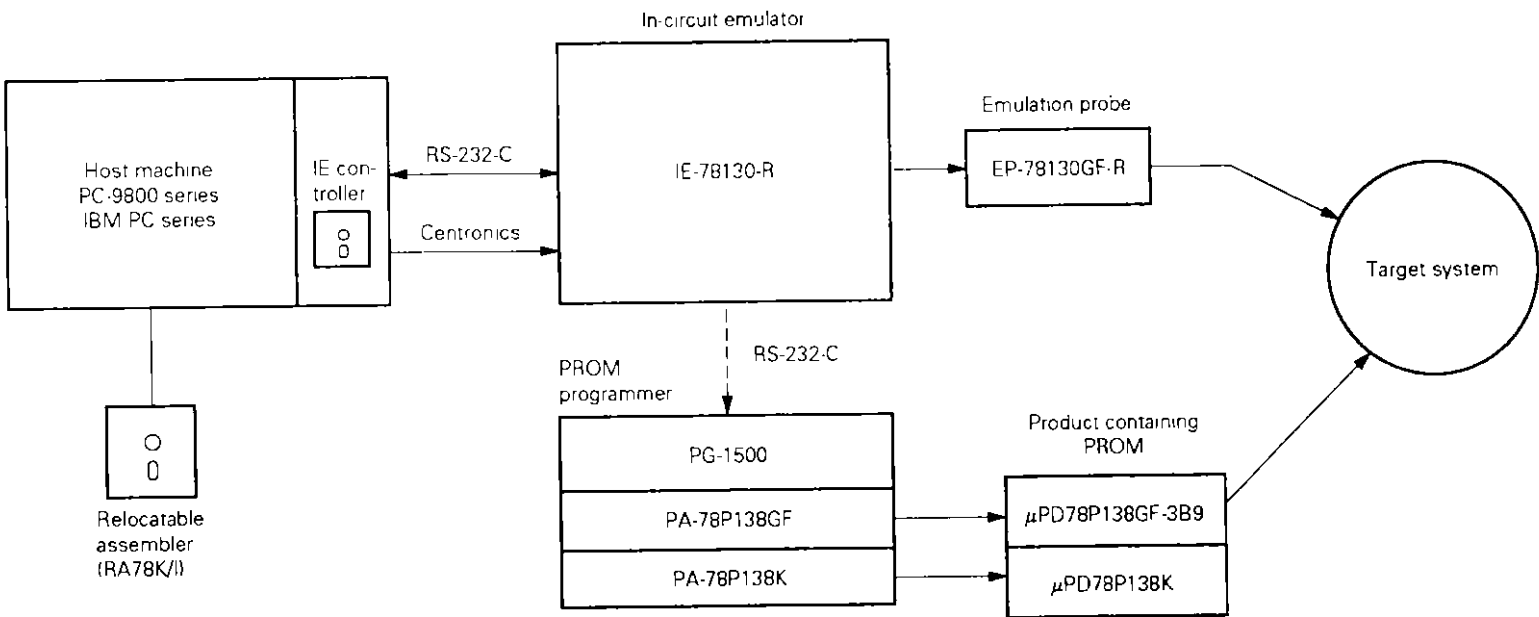 In-circuit emulator
Host machine
PC-9800 series
IBM PC series
IE con-
troller
RS-232-C
Centronics
IE-78130-R
Emulation probe
EP-78130GF-R
Target system
RS-232-C
PROM
programmer
PG-1500
PA-78P138GF
PA-78P138K
Product containing
PROM
μPD78P138GF-3B9
μPD78P138K
Relocatable
assembler
(RA78K/I)